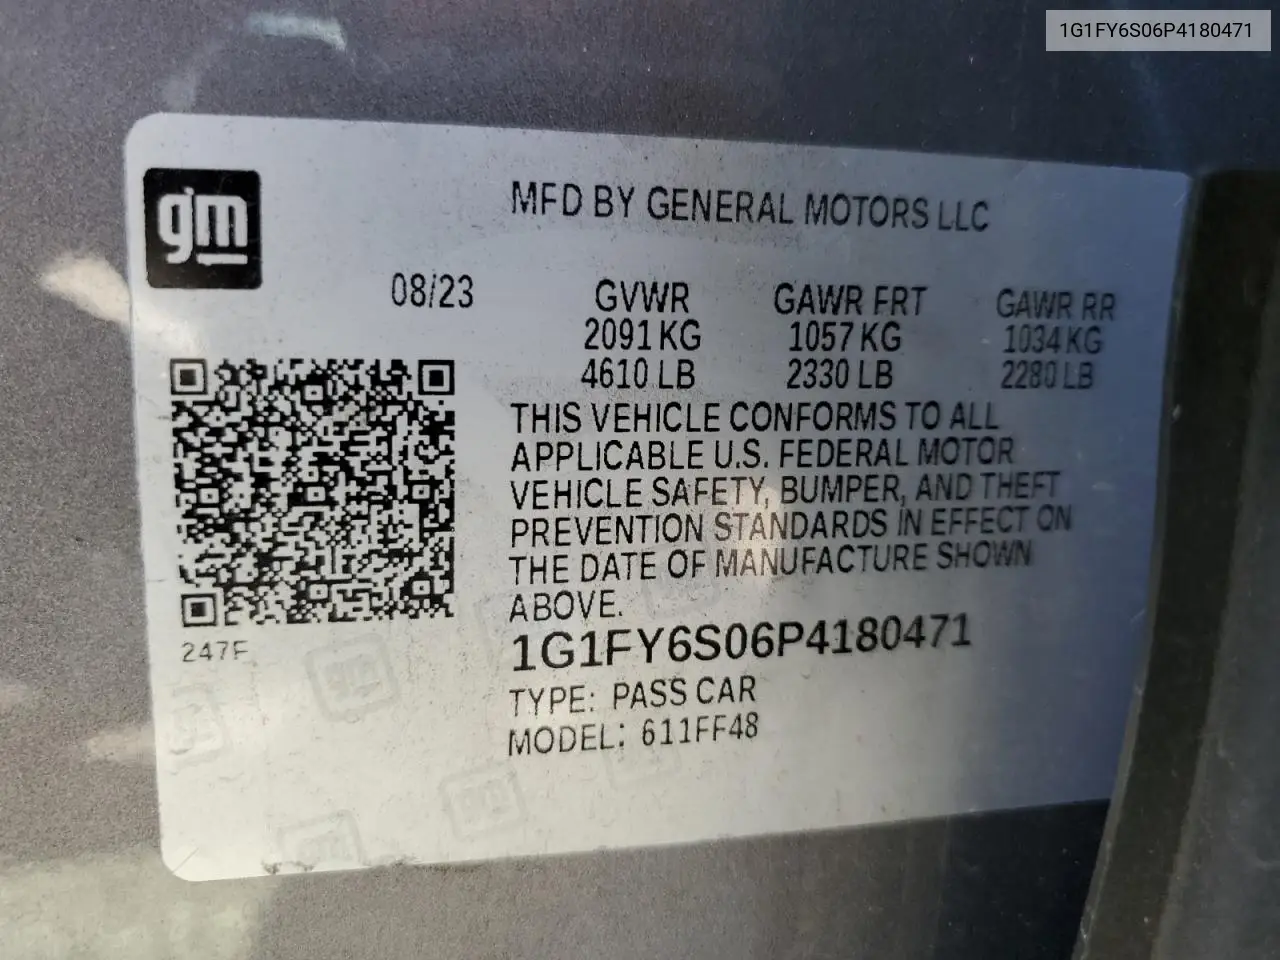 1G1FY6S06P4180471
gm
MFD BY GENERAL MOTORS LLC
08/23 GVWR GAWR FRT GAWR RR
2091 KG 1057 KG 1034 KG
4610 LB 2330 LB 2280 LB
THIS VEHICLE CONFORMS TO ALL
APPLICABLE U.S. FEDERAL MOTOR
VEHICLE SAFETY, BUMPER, AND THEFT
PREVENTION STANDARDS IN EFFECT ON
THE DATE OF MANUFACTURE SHOWN
ABOVE.
247F
1G1FY6S06P4180471
TYPE: PASS CAR
MODEL: 611FF48